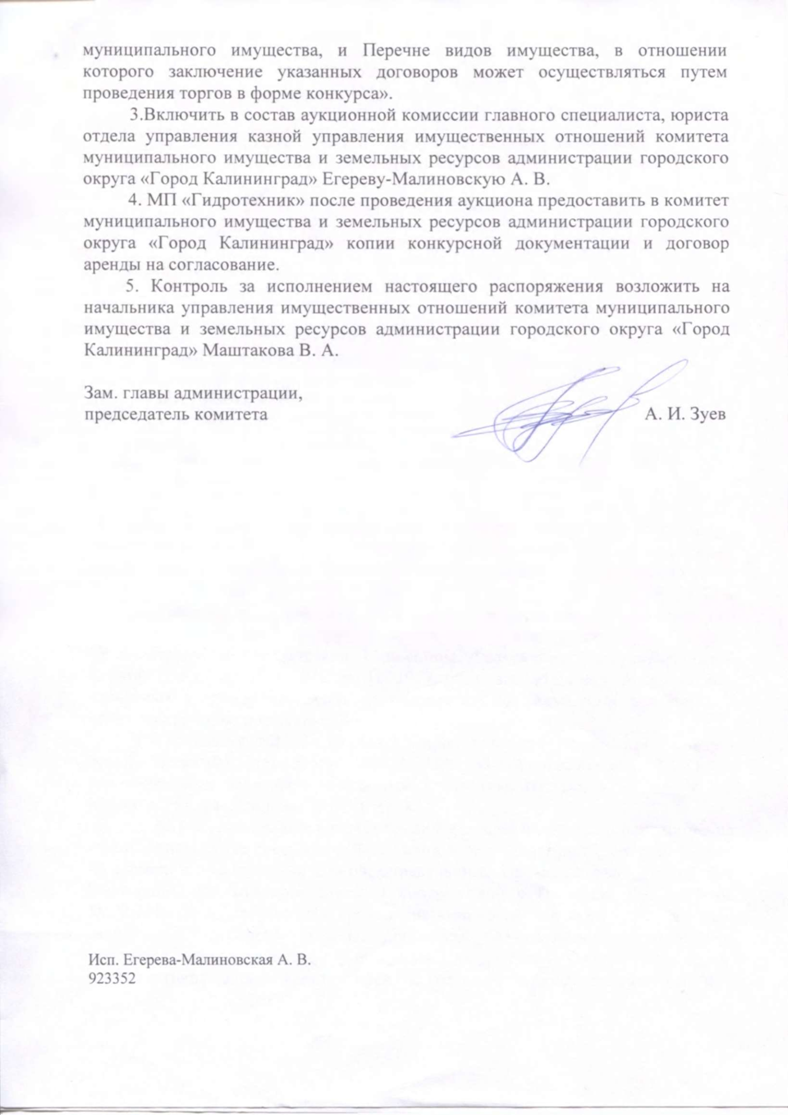 муниципального имущества, и Перечне видов имущества, в отношении
которого заключение указанных договоров может осуществляться путем
проведения торгов в форме конкурса».
3.Включить в состав аукционной комиссии главного специалиста, юриста
отдела управления казной управления имущественных отношений комитета
муниципального имущества и земельных ресурсов администрации городского
округа «Город Калининград» Егереву-Малиновскую А. В.
4. МП «Гидротехник» после проведения аукциона предоставить в комитет
муниципального имущества и земельных ресурсов администрации городского
округа «Город Калининград» копии конкурсной документации и договор
аренды на согласование.
5. Контроль за исполнением настоящего распоряжения возложить на
начальника управления имущественных отношений комитета муниципального
имущества и земельных ресурсов администрации городского округа «Город
Калининград» Маштакова В. А.
Зам. главы администрации,
председатель комитета А. И. Зуев
Исп. Егерева-Малиновская А. В.
923352